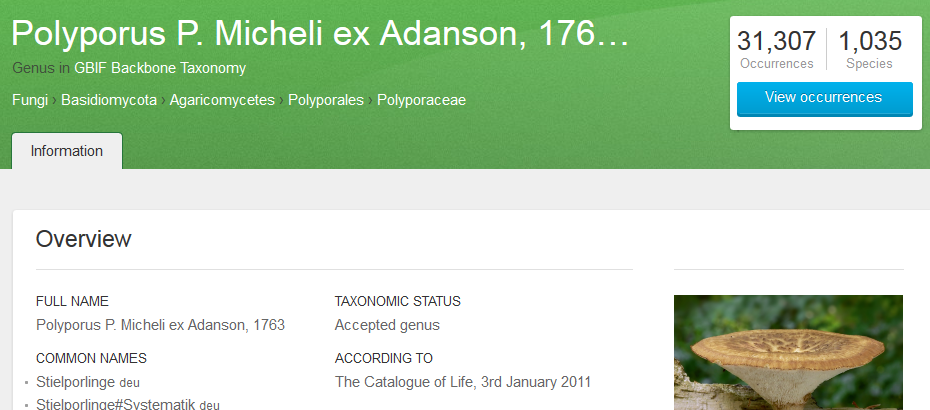 Polyporus P. Micheli ex Adanson, 176…
Genus in GBIF Backbone Taxonomy
Fungi › Basidiomycota › Agaricomycetes › Polyporales › Polyporaceae
31,307 1,035
Occurrences Species
View occurrences
Information
Overview
FULL NAME
Polyporus P. Micheli ex Adanson, 1763
COMMON NAMES
Stielporlinge deu
Stielporlinge#Systematik deu
TAXONOMIC STATUS
Accepted genus
ACCORDING TO
The Catalogue of Life, 3rd January 2011